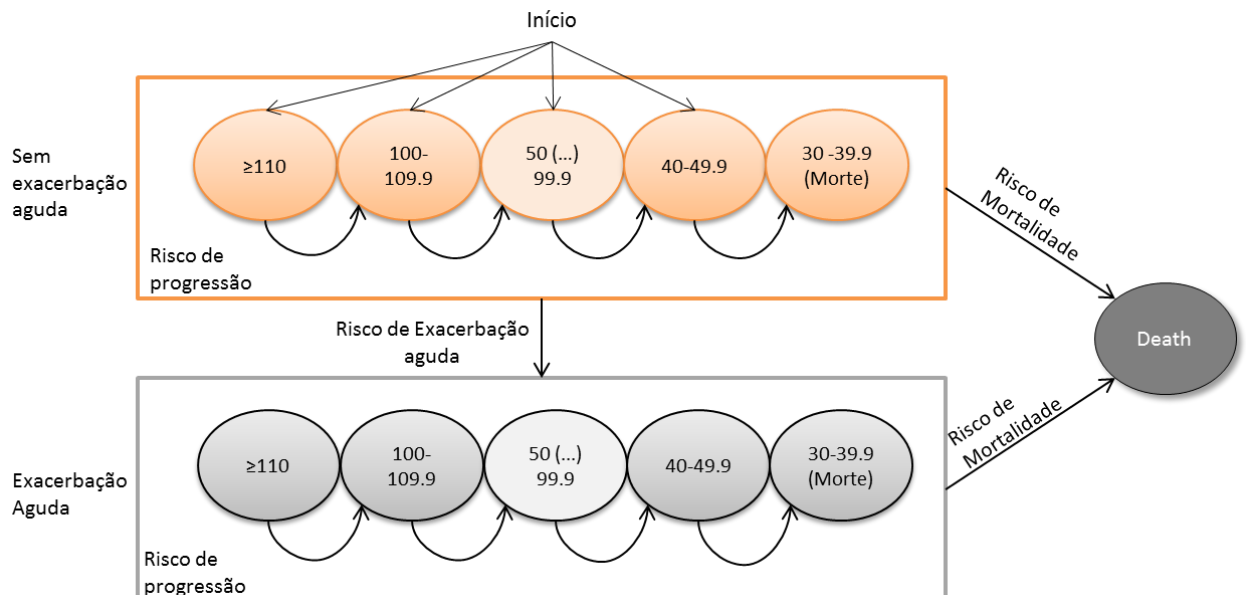 Início
Sem
exacerbação
aguda
≥110
100-
109.9
50 (...)
99.9
40-49.9
30 -39.9
(Morte)
Risco de
progressão
Risco de
Mortalidade
Risco de Exacerbação
aguda
Death
Exacerbação
Aguda
≥110
100-
109.9
50 (...)
99.9
40-49.9
30-39.9
(Morte)
Risco de
progressão
Risco de
Mortalidade